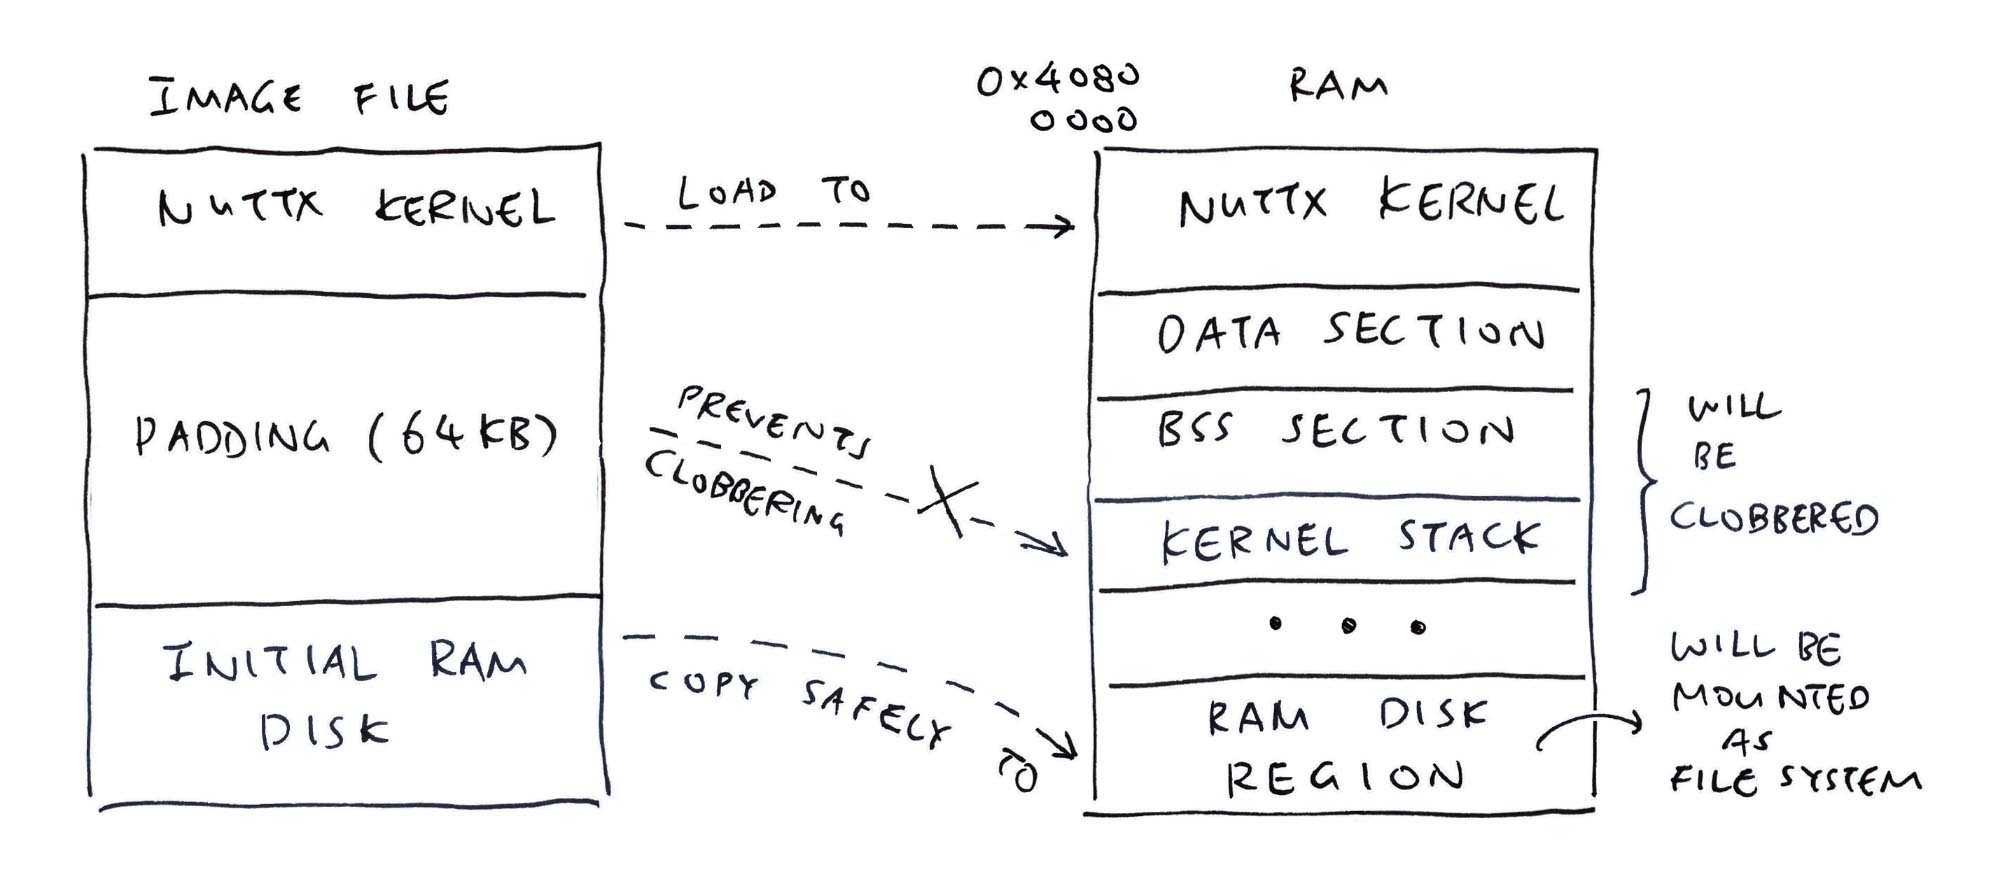 IMAGE FILE
NUTTX KERNEL
PADDING (64KB)
INITIAL RAM
DISK
LOAD TO
PREVENTS
CLOBBERING
COPY SAFELY TO
0x4080
0000
RAM
NUTTX KERNEL
DATA SECTION
BSS SECTION
KERNEL STACK
• • •
RAM DISK
REGION
WILL
BE
CLOBBERED
WILL BE
MOUNTED
AS
FILE SYSTEM